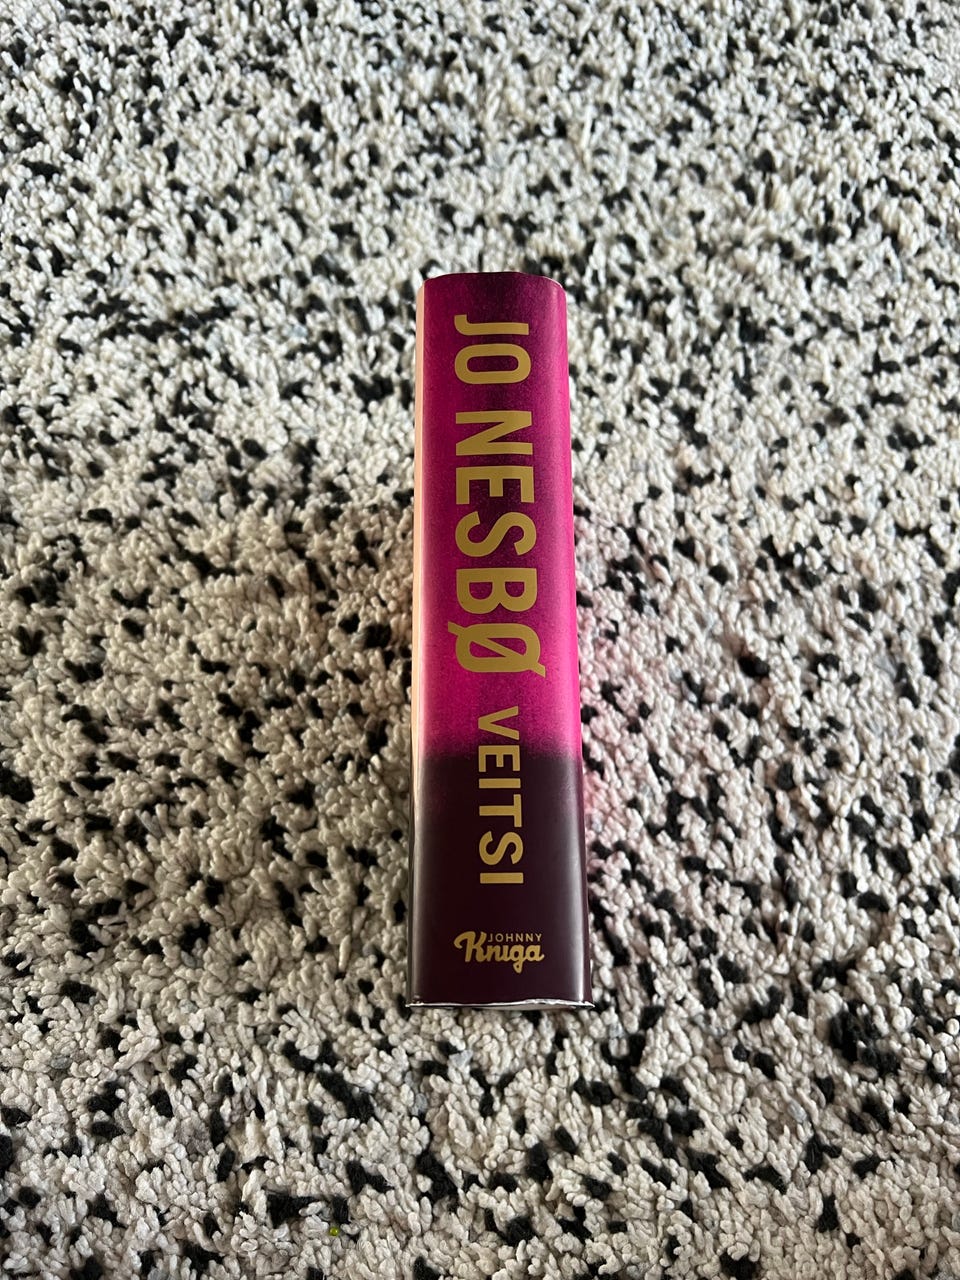 JO NESBØ
VEITSI
JOHNNY
Kniga